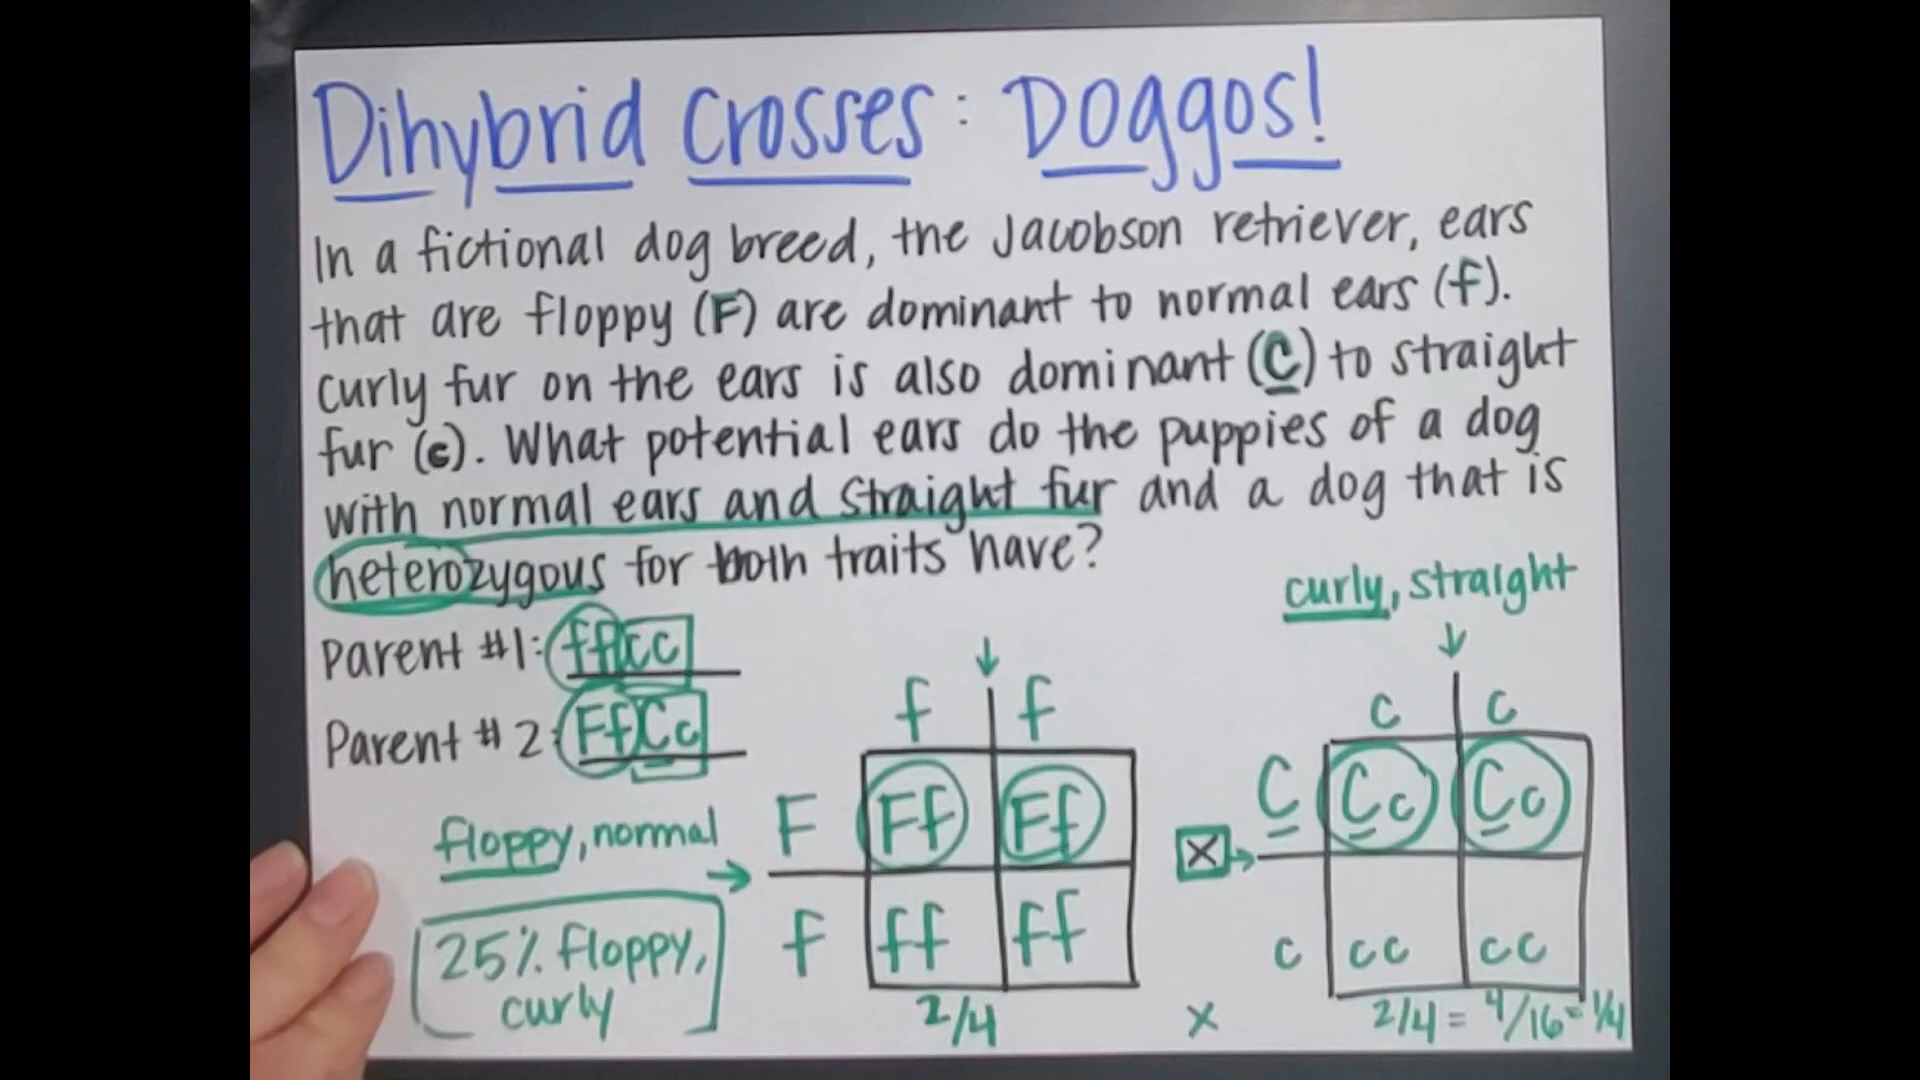 Dihybrid Crosses: Doggos!
In a fictional dog breed, the Jacobson retriever, ears
that are floppy (F) are dominant to normal ears (f).
Curly fur on the ears is also dominant (C) to straight
fur (c). What potential ears do the puppies of a dog
with normal ears and straight fur and a dog that is
heterozygous for both traits have?
curly, straight
Parent #1: ffcc
Parent #2: FfCc
floppy, normal
25% floppy,
curly
f f
F Ff Ff
f ff ff
2/4
X
x
c c
C Cc Cc
c cc cc
2/4 = 4/16 = 1/4